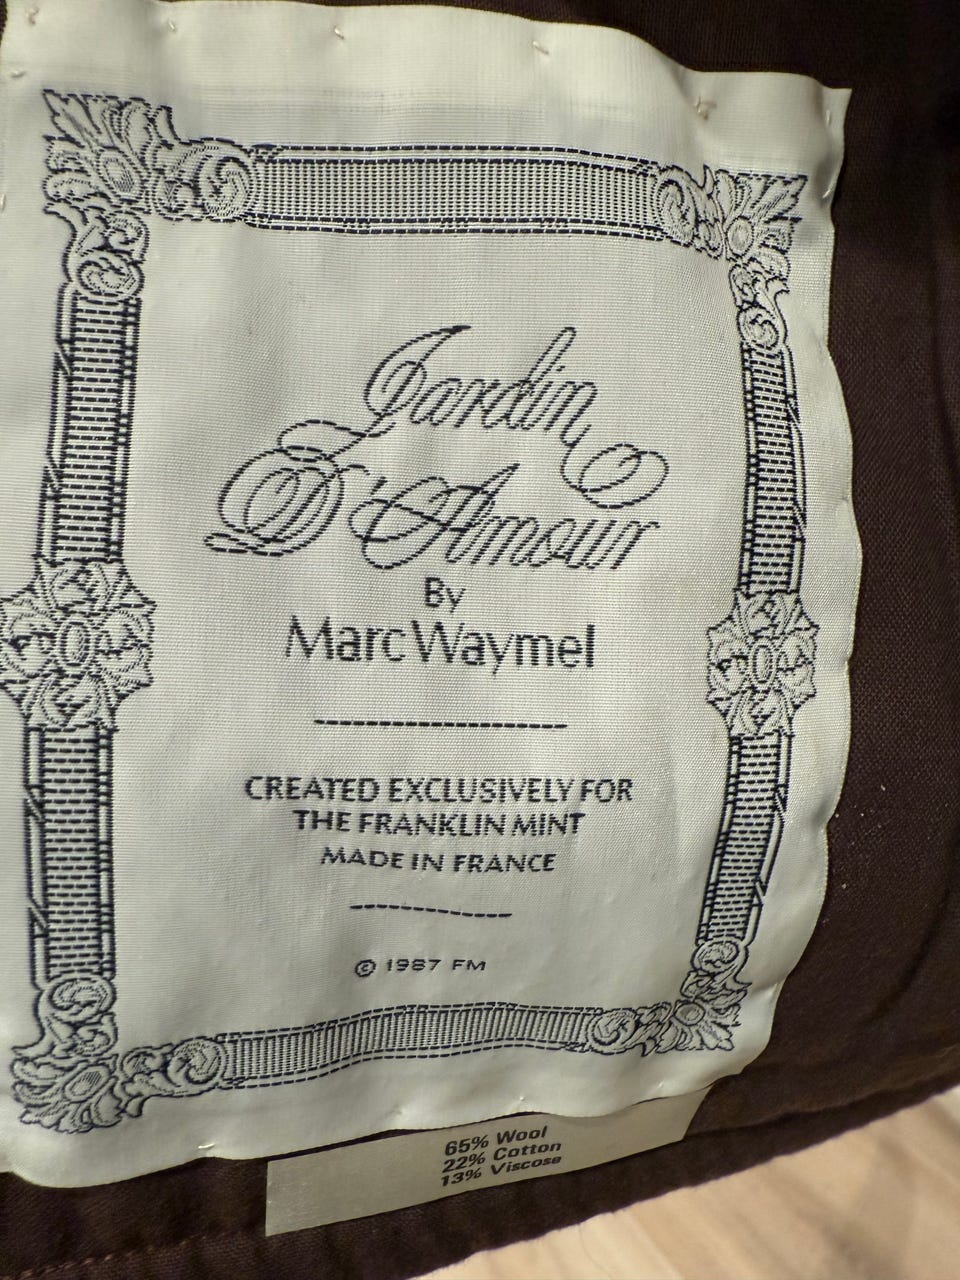 Jardin
D'Amour
By
Marc Waymel
CREATED EXCLUSIVELY FOR
THE FRANKLIN MINT
MADE IN FRANCE
© 1987 FM
65% Wool
22% Cotton
13% Viscose